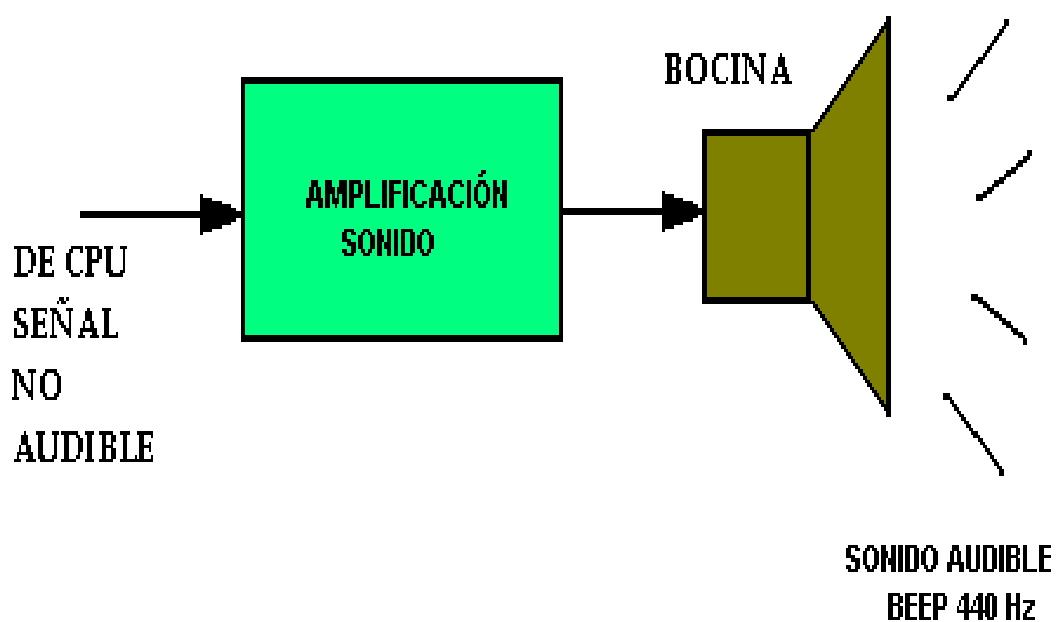 BOCINA
AMPLIFICACIÓN
SONIDO
DE CPU
SEÑAL
NO
AUDIBLE
SONIDO AUDIBLE
BEEP 440 Hz